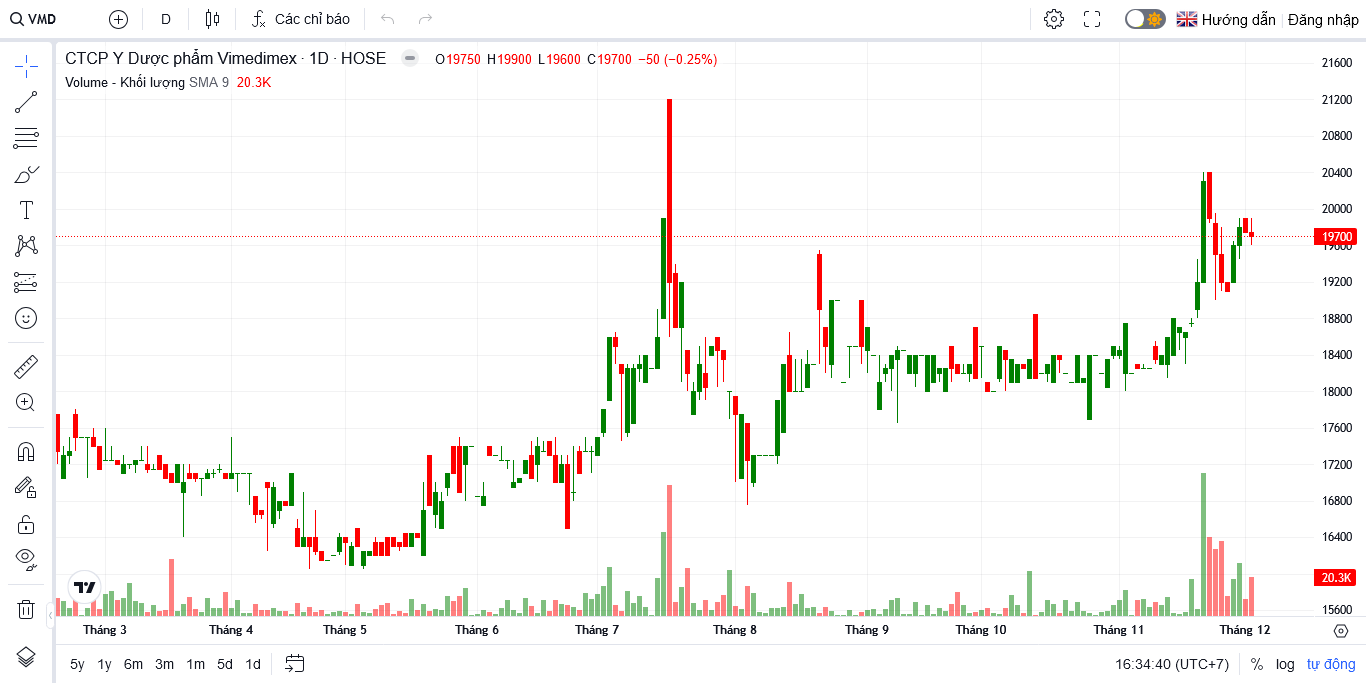 VMD D Các chỉ báo Hướng dẫn Đăng nhập
CTCP Y Dược phẩm Vimedimex · 1D · HOSE O19750 H19900 L19600 C19700 −50 (−0.25%)
Volume - Khối lượng SMA 9 20.3K
21600
21200
20800
20400
20000
19700
19600
19200
18800
18400
18000
17600
17200
16800
16400
20.3K
15600
Tháng 3 Tháng 4 Tháng 5 Tháng 6 Tháng 7 Tháng 8 Tháng 9 Tháng 10 Tháng 11 Tháng 12
5y 1y 6m 3m 1m 5d 1d 16:34:40 (UTC+7) % log tự động